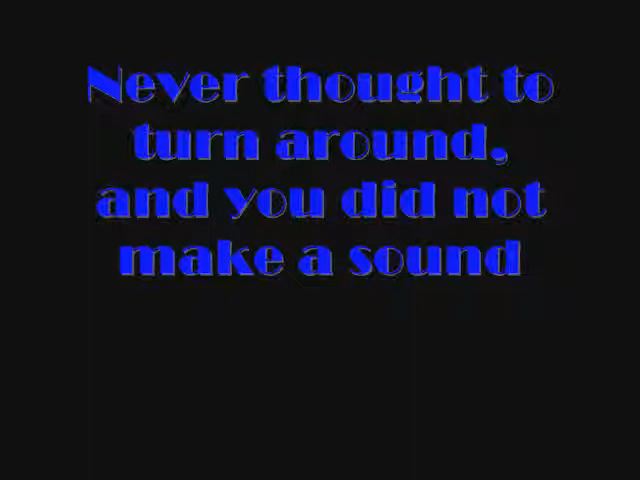 Never thought to
turn around,
and you did not
make a sound